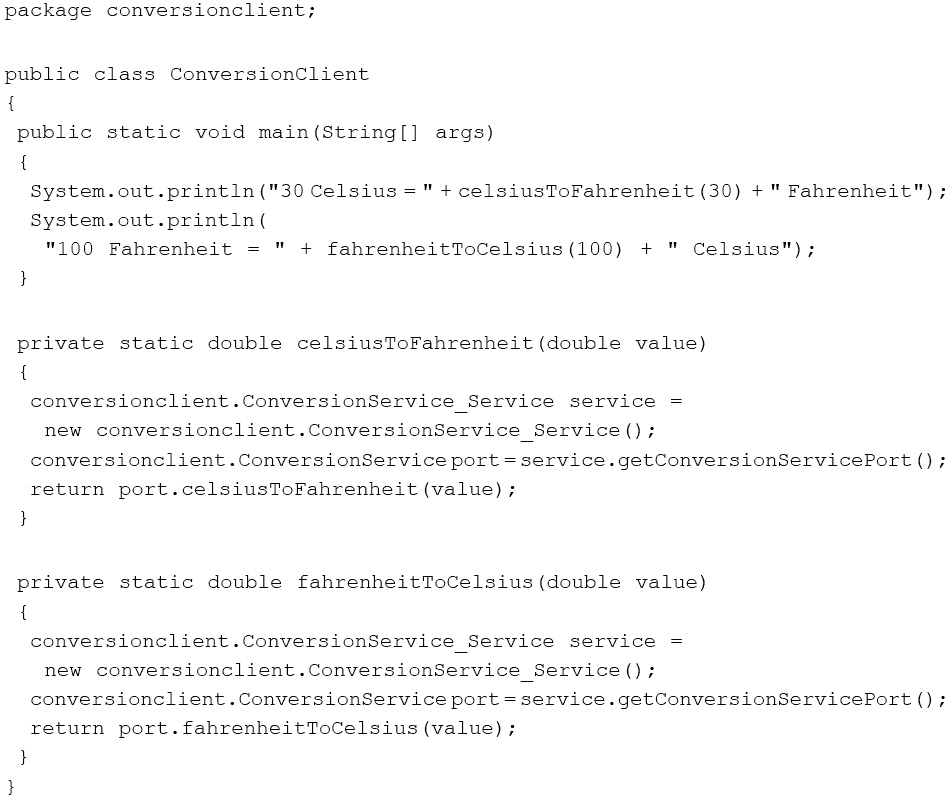 package conversionclient;
public class ConversionClient
{
public static void main(String[] args)
{
System.out.println("30 Celsius = " + celsiusToFahrenheit(30) + " Fahrenheit");
System.out.println(
"100 Fahrenheit = " + fahrenheitToCelsius(100) + " Celsius");
}
private static double celsiusToFahrenheit(double value)
{
conversionclient.ConversionService_Service service =
new conversionclient.ConversionService_Service();
conversionclient.ConversionService port = service.getConversionServicePort();
return port.celsiusToFahrenheit(value);
}
private static double fahrenheitToCelsius(double value)
{
conversionclient.ConversionService_Service service =
new conversionclient.ConversionService_Service();
conversionclient.ConversionService port = service.getConversionServicePort();
return port.fahrenheitToCelsius(value);
}
}